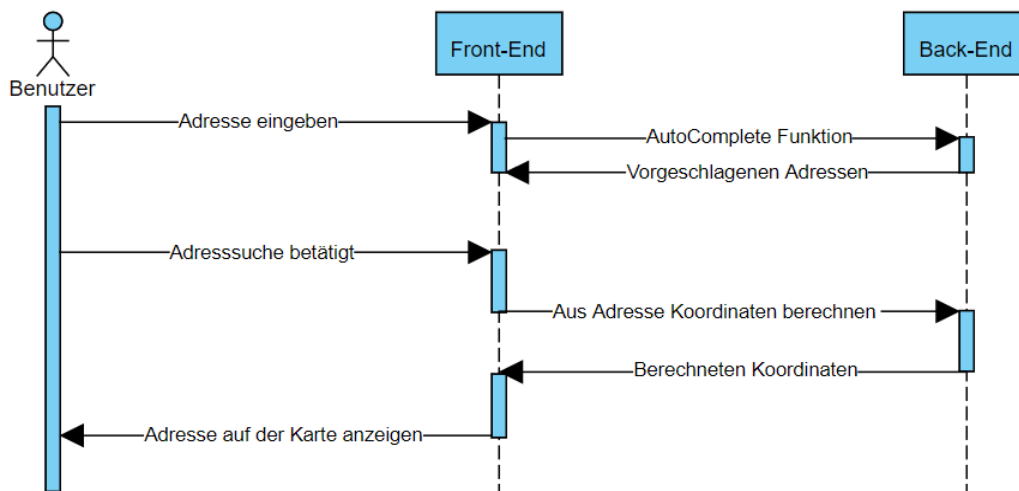 Benutzer
Front-End
Back-End
Adresse eingeben
AutoComplete Funktion
Vorgeschlagenen Adressen
Adresssuche betätigt
Aus Adresse Koordinaten berechnen
Berechneten Koordinaten
Adresse auf der Karte anzeigen